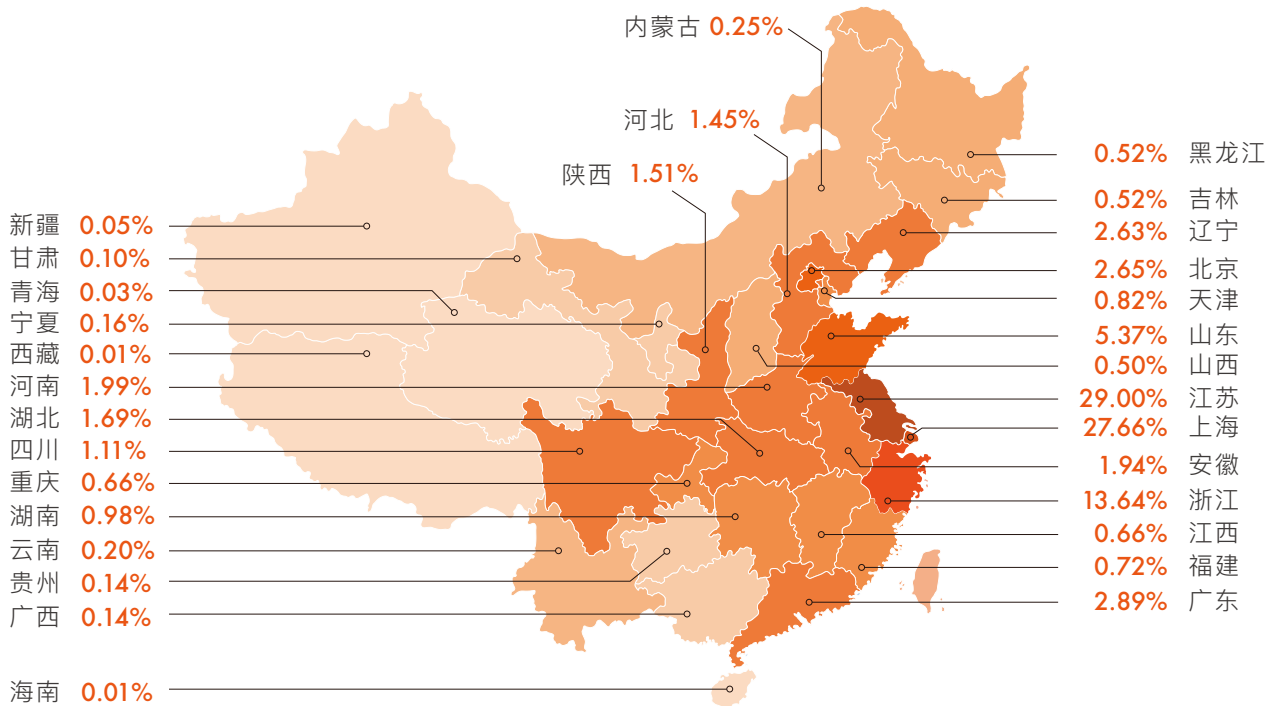 内蒙古 0.25%
河北 1.45%
陕西 1.51%
新疆 0.05%
甘肃 0.10%
青海 0.03%
宁夏 0.16%
西藏 0.01%
河南 1.99%
湖北 1.69%
四川 1.11%
重庆 0.66%
湖南 0.98%
云南 0.20%
贵州 0.14%
广西 0.14%
海南 0.01%
0.52% 黑龙江
0.52% 吉林
2.63% 辽宁
2.65% 北京
0.82% 天津
5.37% 山东
0.50% 山西
29.00% 江苏
27.66% 上海
1.94% 安徽
13.64% 浙江
0.66% 江西
0.72% 福建
2.89% 广东